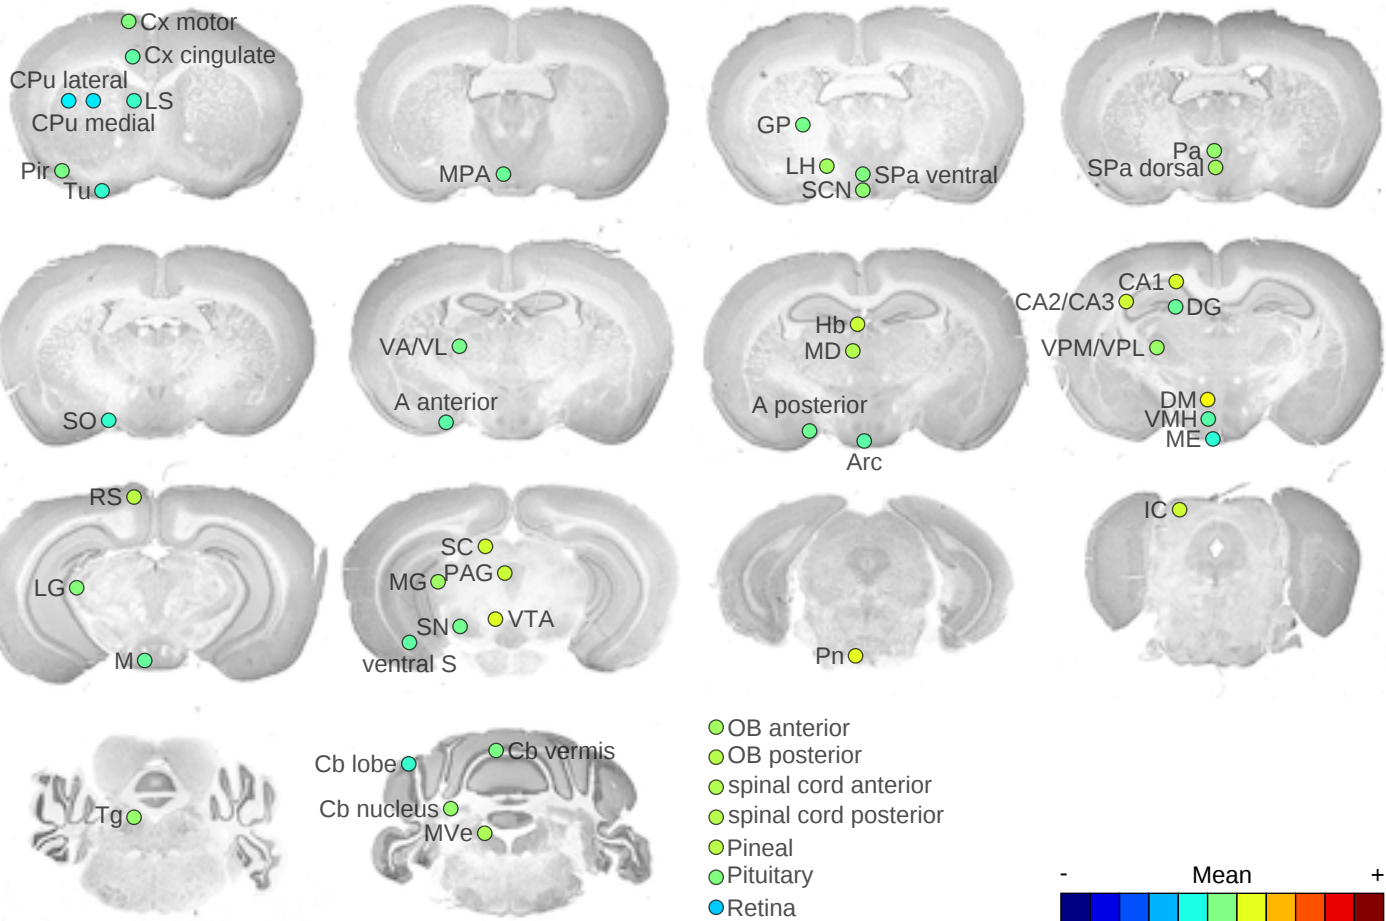 Cx motor
Cx cingulate
CPu lateral
LS
CPu medial
Pir
Tu
MPA
GP
LH
SPa ventral
SCN
Pa
SPa dorsal
SO
VA/VL
A anterior
Hb
MD
A posterior
Arc
CA1
CA2/CA3
DG
VPM/VPL
DM
VMH
ME
RS
LG
M
SC
PAG
MG
VTA
SN
ventral S
Pn
IC
Tg
Cb lobe
Cb vermis
Cb nucleus
MVe
OB anterior
OB posterior
spinal cord anterior
spinal cord posterior
Pineal
Pituitary
Retina
- Mean +